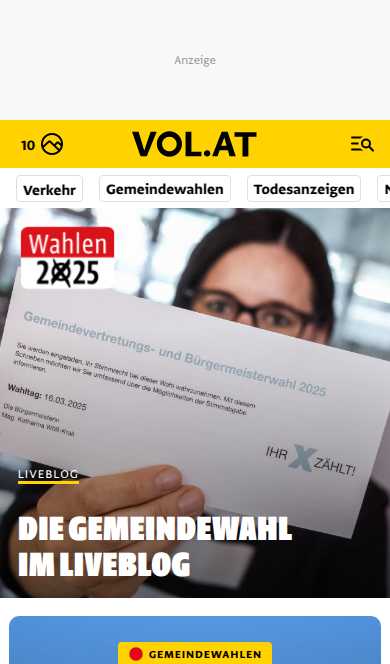 Anzeige
10
VOL.AT
Verkehr
Gemeindewahlen
Todesanzeigen
Wahlen
2025
Gemeindevertretungs- und Bürgermeisterwahl 2025
Sie werden eingeladen, Ihr Stimmrecht bei dieser Wahl wahrzunehmen. Mit diesem
Schreiben möchten wir Sie umfassend über die Möglichkeiten der Stimmabgabe
informieren.
Wahltag: 16.03.2025
Die Bürgermeisterin
Mag. Katharina Wöß-Krall
IHR X ZÄHLT!
LIVEBLOG
DIE GEMEINDEWAHL
IM LIVEBLOG
GEMEINDEWAHLEN